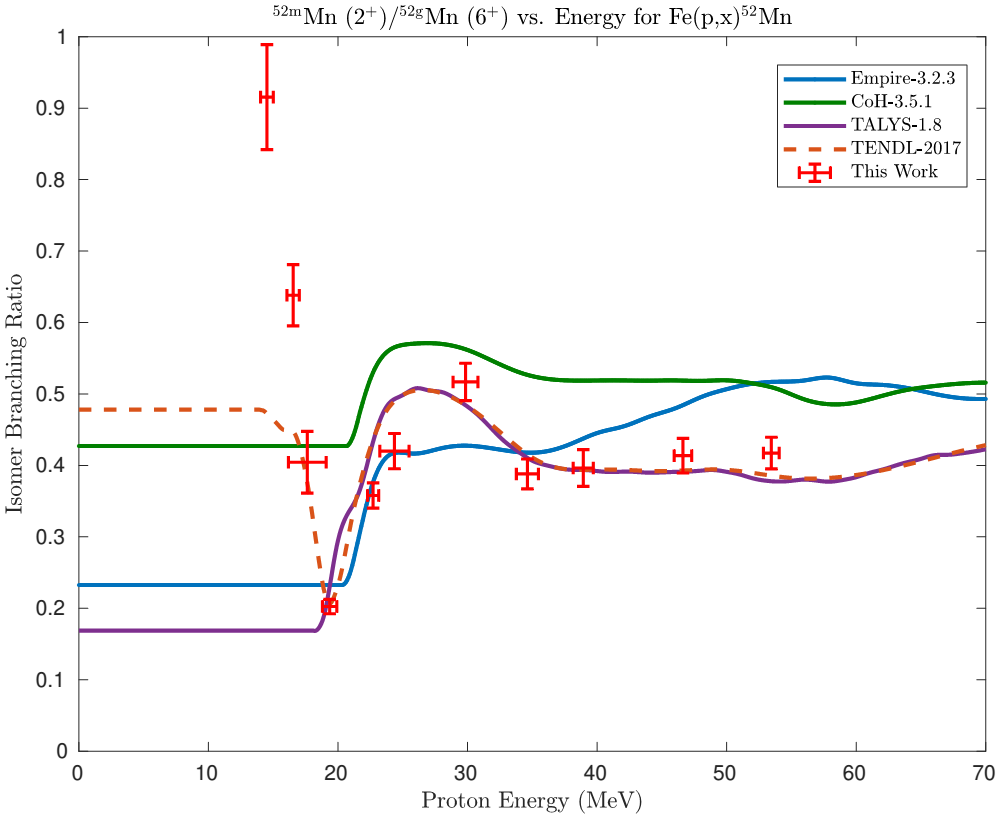 ⁵²ᵐMn (2⁺)/⁵²ᵍMn (6⁺) vs. Energy for Fe(p,x)⁵²Mn
1
0.9
0.8
0.7
0.6
0.5
0.4
0.3
0.2
0.1
0
Isomer Branching Ratio
Empire-3.2.3
CoH-3.5.1
TALYS-1.8
TENDL-2017
This Work
0 10 20 30 40 50 60 70
Proton Energy (MeV)